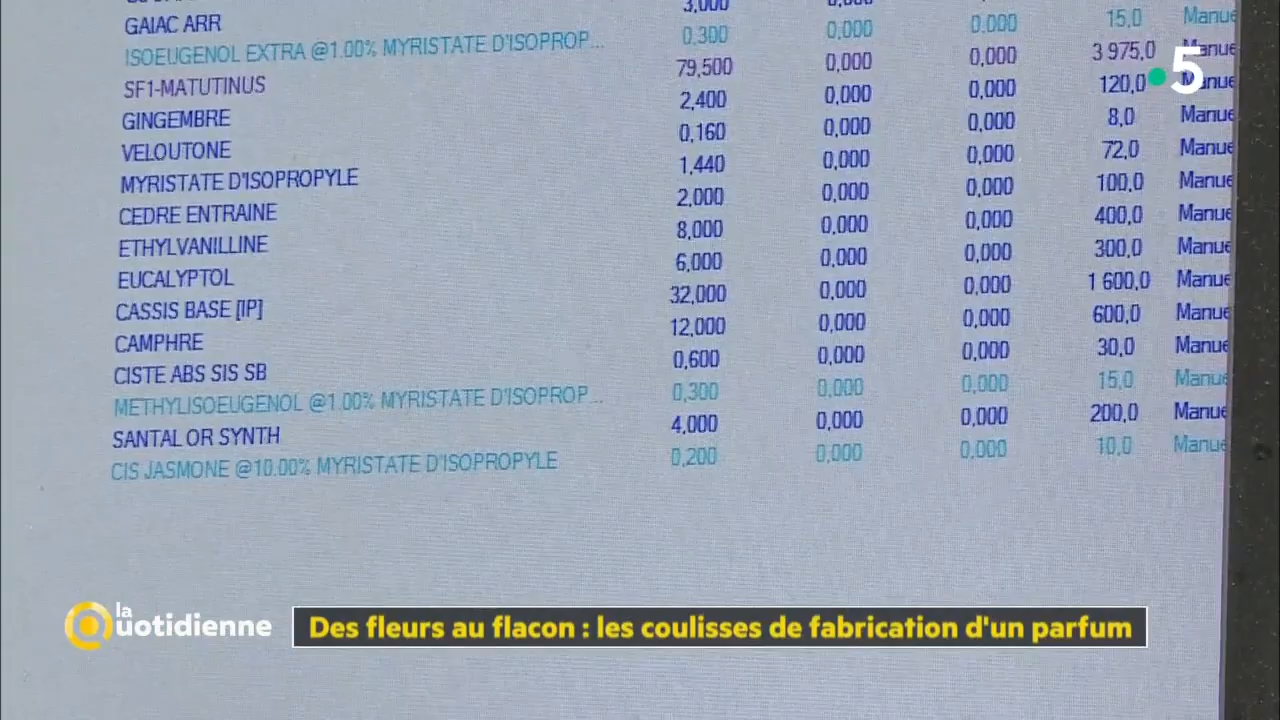 GAIAC ARR 3,000
ISOEUGENOL EXTRA @1.00% MYRISTATE D'ISOPROP... 0,300 0,000 0,000 15,0 Manue
SF1-MATUTINUS 79,500 0,000 0,000 3 975,0 Manue
GINGEMBRE 2,400 0,000 0,000 120,0 Manue
VELOUTONE 0,160 0,000 0,000 8,0 Manue
MYRISTATE D'ISOPROPYLE 1,440 0,000 0,000 72,0 Manue
CEDRE ENTRAINE 2,000 0,000 0,000 100,0 Manue
ETHYLVANILLINE 8,000 0,000 0,000 400,0 Manue
EUCALYPTOL 6,000 0,000 0,000 300,0 Manue
CASSIS BASE [IP] 32,000 0,000 0,000 1 600,0 Manue
CAMPHRE 12,000 0,000 0,000 600,0 Manue
CISTE ABS SIS SB 0,600 0,000 0,000 30,0 Manue
METHYLISOEUGENOL @1.00% MYRISTATE D'ISOPROP... 0,300 0,000 0,000 15,0 Manue
SANTAL OR SYNTH 4,000 0,000 0,000 200,0 Manue
CIS JASMONE @10.00% MYRISTATE D'ISOPROPYLE 0,200 0,000 0,000 10,0 Manue
5
la Quotidienne
Des fleurs au flacon : les coulisses de fabrication d'un parfum